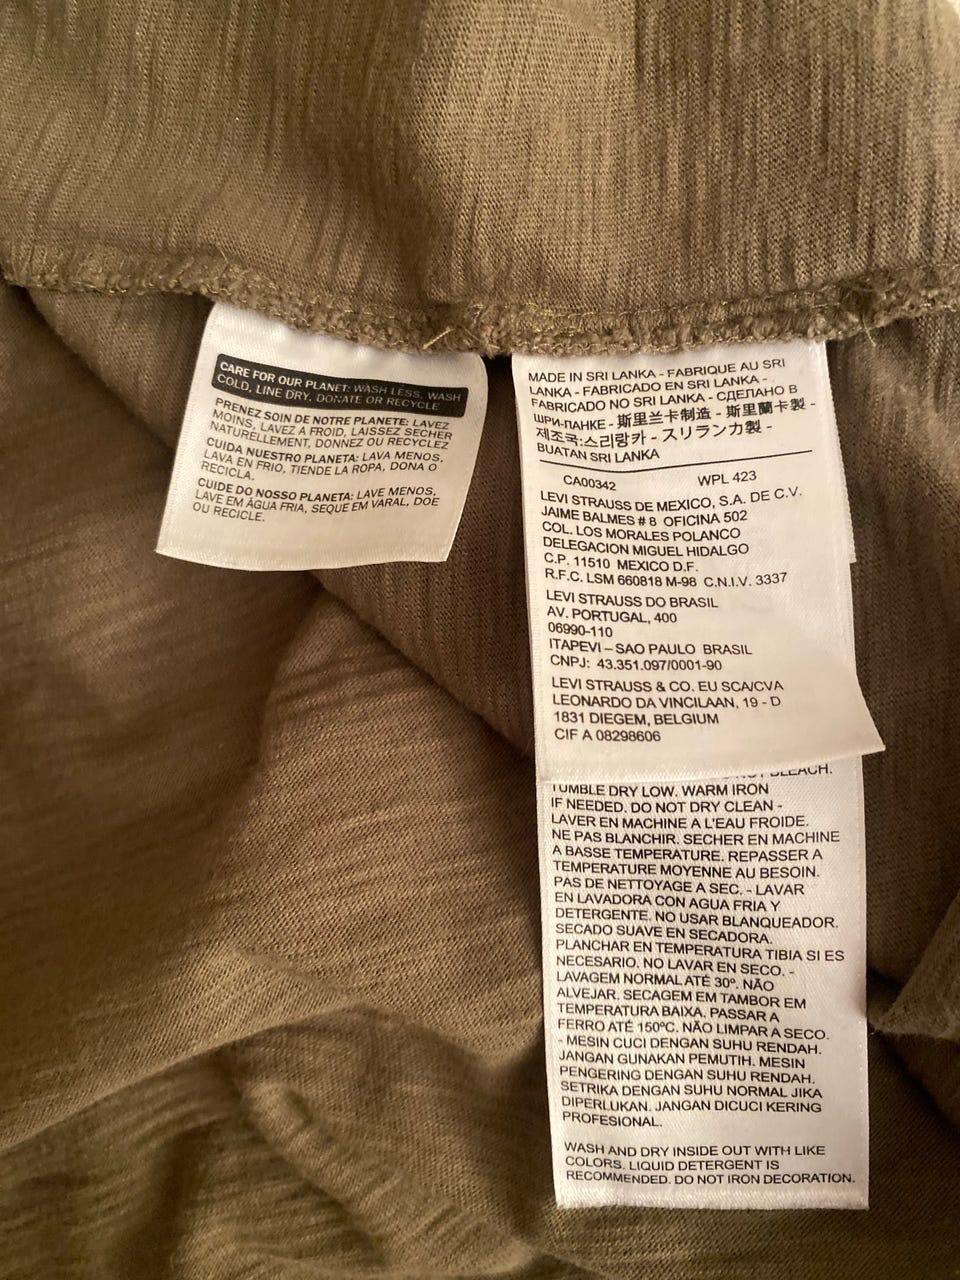 CARE FOR OUR PLANET: WASH LESS, WASH
COLD, LINE DRY, DONATE OR RECYCLE
PRENEZ SOIN DE NOTRE PLANETE: LAVEZ
MOINS, LAVEZ A FROID, LAISSEZ SECHER
NATURELLEMENT, DONNEZ OU RECYCLEZ
CUIDA NUESTRO PLANETA: LAVA MENOS,
LAVA EN FRIO, TIENDE LA ROPA, DONA O
RECICLA.
CUIDE DO NOSSO PLANETA: LAVE MENOS,
LAVE EM ÁGUA FRIA, SEQUE EM VARAL, DOE
OU RECICLE.
MADE IN SRI LANKA - FABRIQUE AU SRI
LANKA - FABRICADO EN SRI LANKA -
FABRICADO NO SRI LANKA - СДЕЛАНО В
ШРИ-ЛАНКЕ - 斯里兰卡制造 - 斯里蘭卡製 -
제조국:스리랑카 - スリランカ製 -
BUATAN SRI LANKA
CA00342 WPL 423
LEVI STRAUSS DE MEXICO, S.A. DE C.V.
JAIME BALMES # 8 OFICINA 502
COL. LOS MORALES POLANCO
DELEGACION MIGUEL HIDALGO
C.P. 11510 MEXICO D.F.
R.F.C. LSM 660818 M-98 C.N.I.V. 3337
LEVI STRAUSS DO BRASIL
AV. PORTUGAL, 400
06990-110
ITAPEVI – SAO PAULO BRASIL
CNPJ: 43.351.097/0001-90
LEVI STRAUSS & CO. EU SCA/CVA
LEONARDO DA VINCILAAN, 19 - D
1831 DIEGEM, BELGIUM
CIF A 08298606
NOT BLEACH.
TUMBLE DRY LOW. WARM IRON
IF NEEDED. DO NOT DRY CLEAN -
LAVER EN MACHINE A L'EAU FROIDE.
NE PAS BLANCHIR. SECHER EN MACHINE
A BASSE TEMPERATURE. REPASSER A
TEMPERATURE MOYENNE AU BESOIN.
PAS DE NETTOYAGE A SEC. - LAVAR
EN LAVADORA CON AGUA FRIA Y
DETERGENTE. NO USAR BLANQUEADOR.
SECADO SUAVE EN SECADORA.
PLANCHAR EN TEMPERATURA TIBIA SI ES
NECESARIO. NO LAVAR EN SECO. -
LAVAGEM NORMAL ATÉ 30º. NÃO
ALVEJAR. SECAGEM EM TAMBOR EM
TEMPERATURA BAIXA. PASSAR A
FERRO ATÉ 150ºC. NÃO LIMPAR A SECO.
- MESIN CUCI DENGAN SUHU RENDAH.
JANGAN GUNAKAN PEMUTIH. MESIN
PENGERING DENGAN SUHU RENDAH.
SETRIKA DENGAN SUHU NORMAL JIKA
DIPERLUKAN. JANGAN DICUCI KERING
PROFESIONAL.
WASH AND DRY INSIDE OUT WITH LIKE
COLORS. LIQUID DETERGENT IS
RECOMMENDED. DO NOT IRON DECORATION.